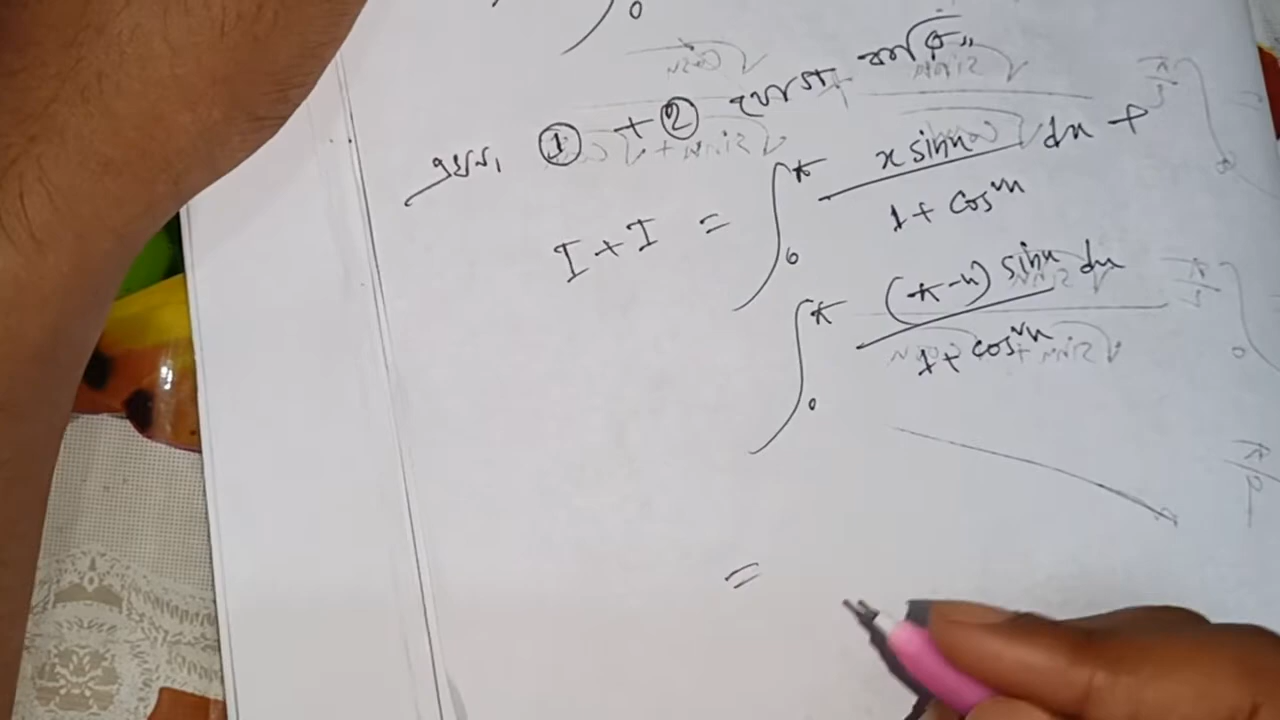 এখন, ① + ② যোগ করি,,
I + I = ∫₀^π x sinx / 1 + cos²x dx +
∫₀^π (π-x) sinx / 1 + cos²x dx
=